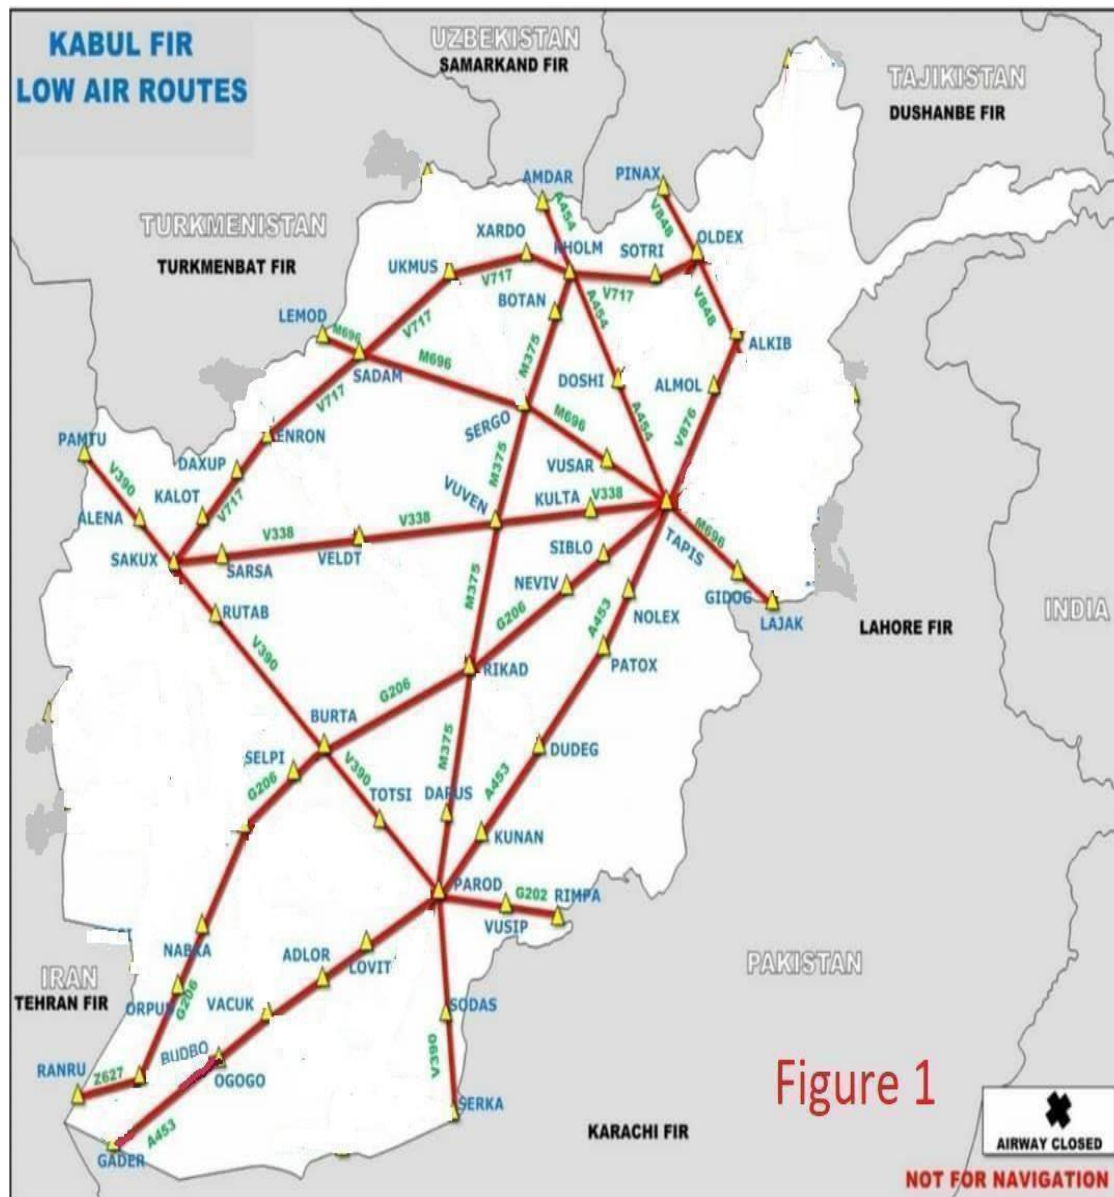 KABUL FIR
LOW AIR ROUTES
UZBEKISTAN
SAMARKAND FIR
TAJIKISTAN
DUSHANBE FIR
AMDAR
PINAX
A454
V848
TURKMENISTAN
TURKMENBAT FIR
XARDO
KHOLM
SOTRI
OLDEX
UKMUS
V717
BOTAN
A454
V717
V848
LEMOD
M696
V717
SADAM
M696
M375
DOSHI
ALMOL
ALKIB
V717
SERGO
M696
A454
V876
PAMTU
V390
DAXUP
ENRON
KALOT
V717
M375
VUSAR
ALENA
VUVEN
KULTA
V338
SAKUX
SARSA
V338
VELDT
V338
SIBLO
TAPIS
M696
NEVIV
GIDOG
LAJAK
RUTAB
M375
G206
A453
NOLEX
LAHORE FIR
INDIA
V390
PATOX
RIKAD
G206
BURTA
SELPI
V390
M375
DUDEG
G206
TOTSI
DARUS
A453
KUNAN
PAROD
G202
RIMPA
VUSIP
NABKA
ADLOR
LOVIT
IRAN
TEHRAN FIR
PAKISTAN
G206
VACUK
SODAS
BUDBO
OGOGO
V390
RANRU
Z627
SERKA
A453
GADER
KARACHI FIR
Figure 1
AIRWAY CLOSED
NOT FOR NAVIGATION